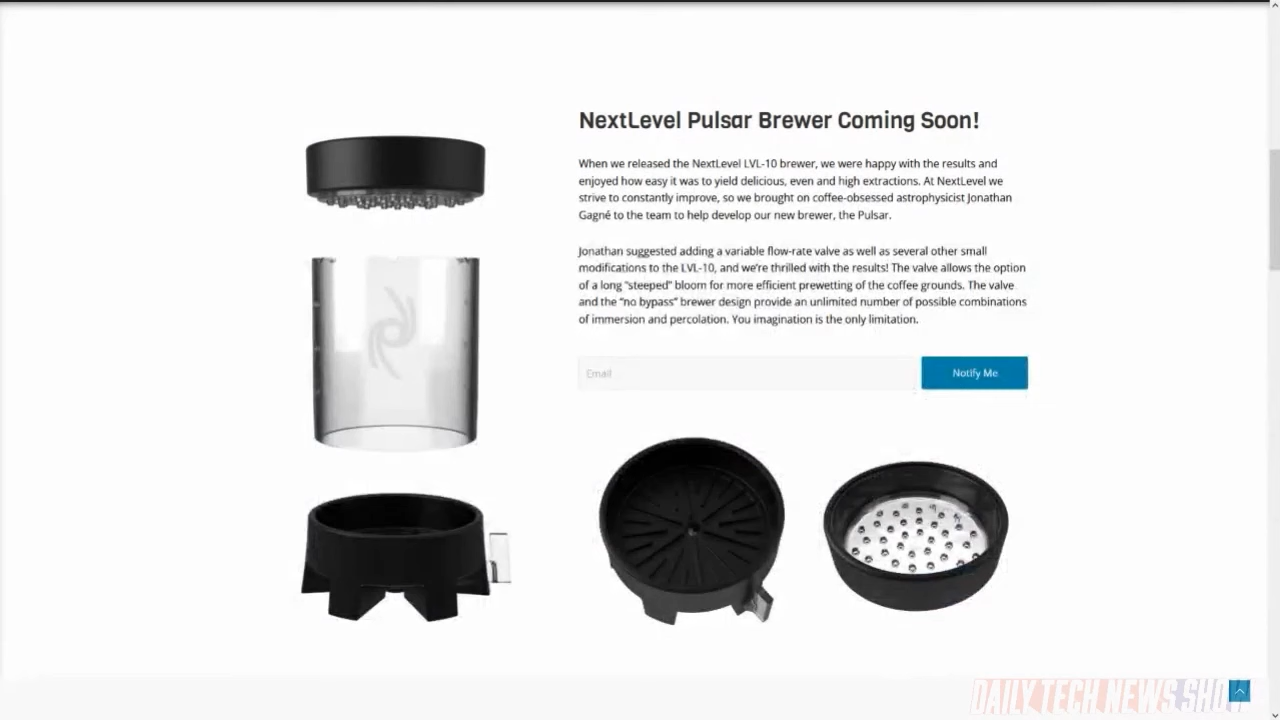 NextLevel Pulsar Brewer Coming Soon!
When we released the NextLevel LVL-10 brewer, we were happy with the results and
enjoyed how easy it was to yield delicious, even and high extractions. At NextLevel we
strive to constantly improve, so we brought on coffee-obsessed astrophysicist Jonathan
Gagné to the team to help develop our new brewer, the Pulsar.
Jonathan suggested adding a variable flow-rate valve as well as several other small
modifications to the LVL-10, and we're thrilled with the results! The valve allows the option
of a long "steeped" bloom for more efficient prewetting of the coffee grounds. The valve
and the "no bypass" brewer design provide an unlimited number of possible combinations
of immersion and percolation. You imagination is the only limitation.
Email
Notify Me
DAILY TECH NEWS SHOW